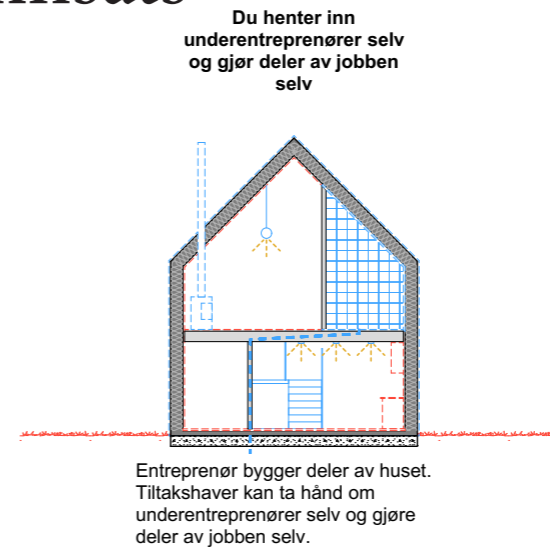 Du henter inn
underentreprenører selv
og gjør deler av jobben
selv
Entreprenør bygger deler av huset.
Tiltakshaver kan ta hånd om
underentreprenører selv og gjøre
deler av jobben selv.